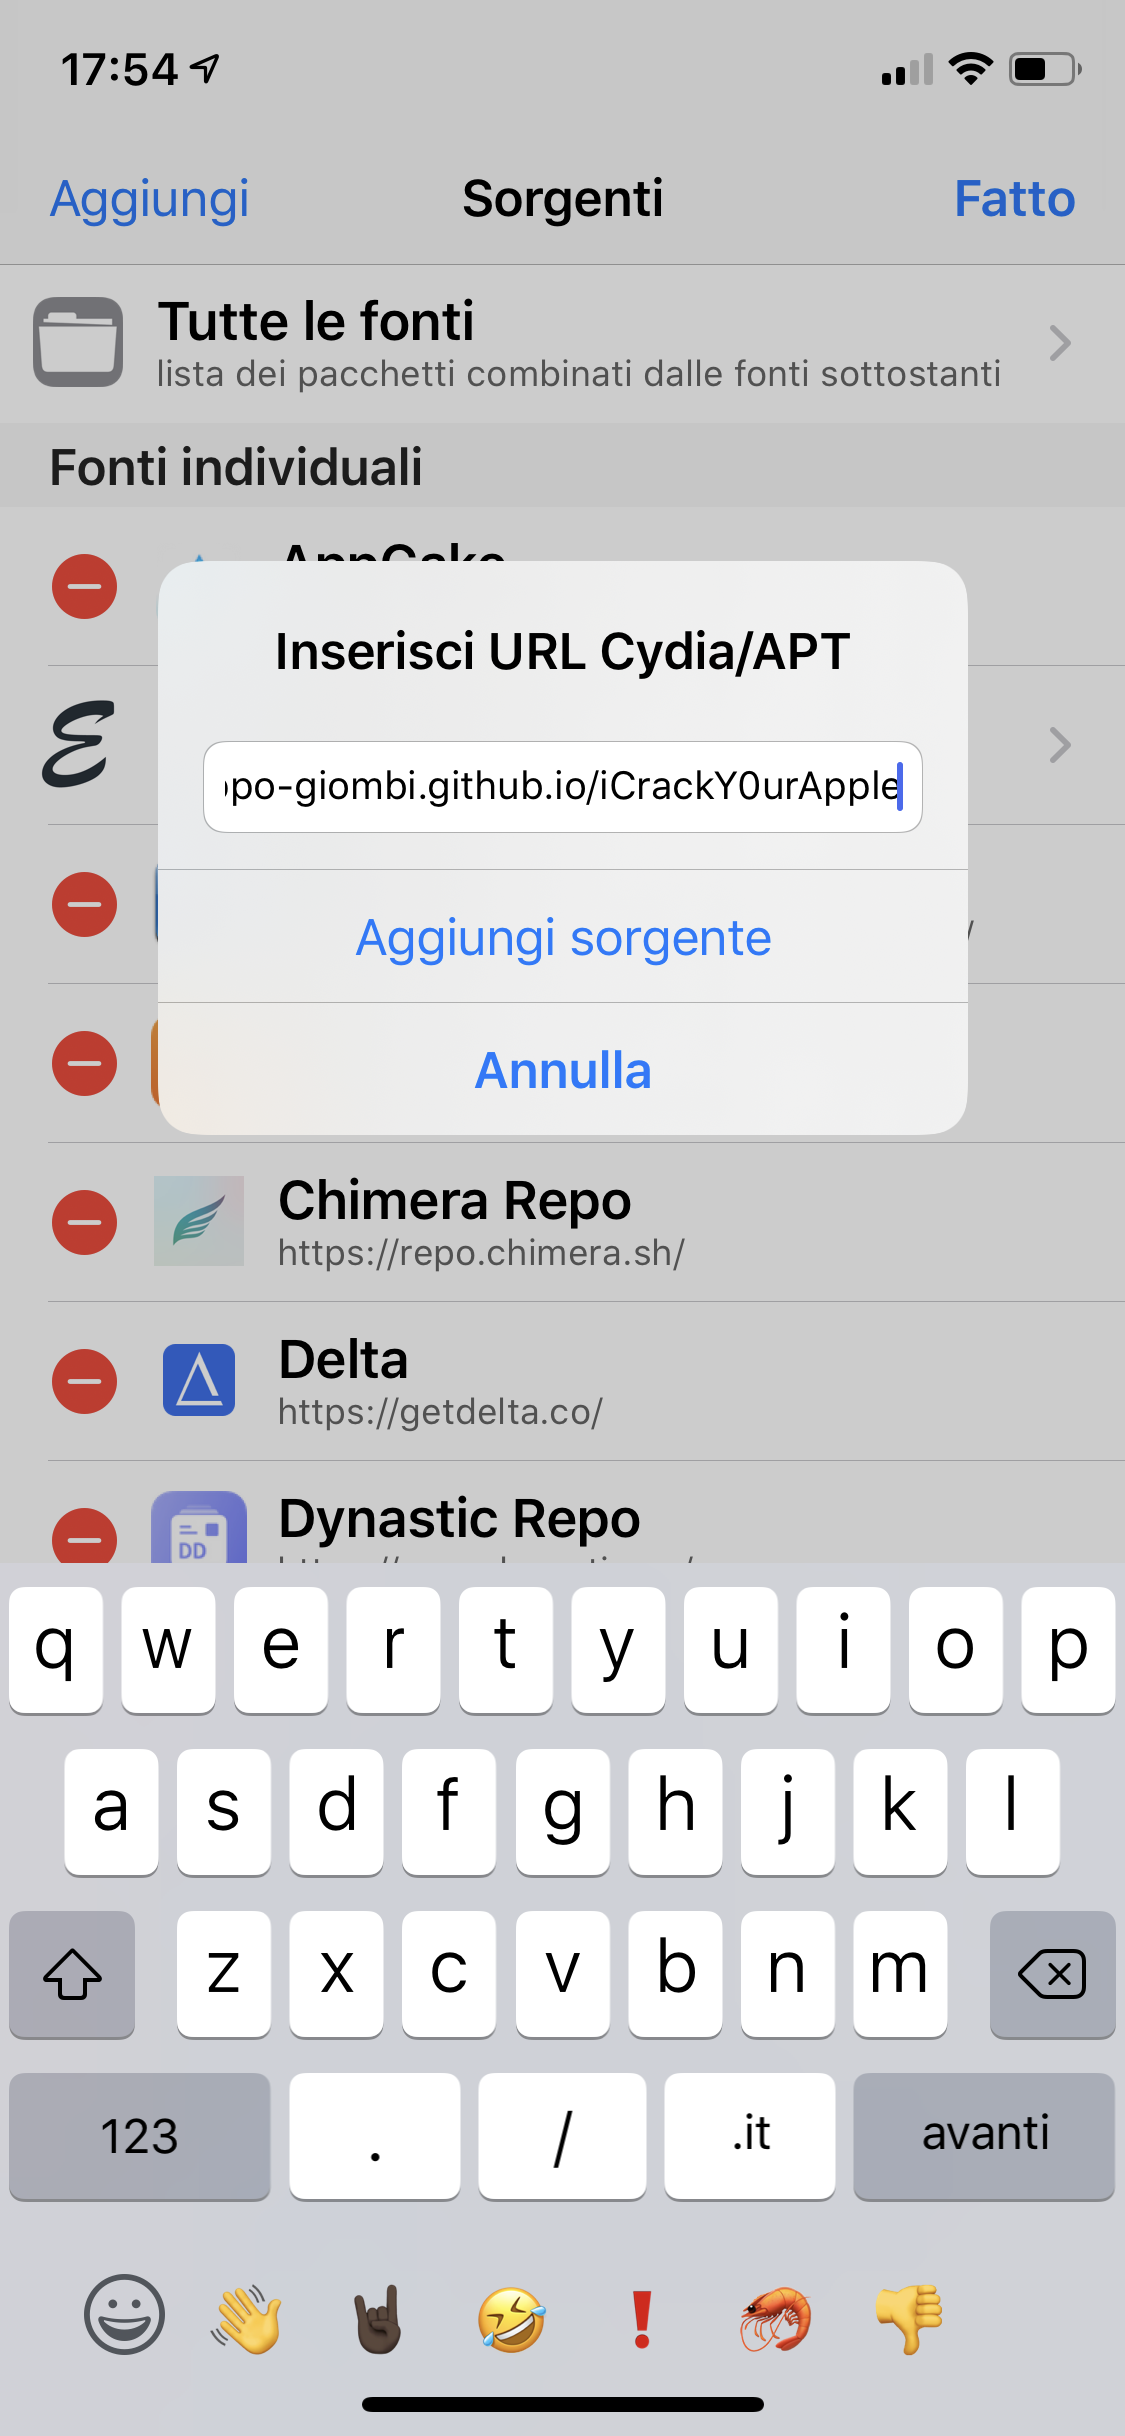 17:54
Aggiungi
Sorgenti
Fatto
Tutte le fonti
lista dei pacchetti combinati dalle fonti sottostanti
Fonti individuali
AppCake
Inserisci URL Cydia/APT
po-giombi.github.io/iCrackY0urApple
Aggiungi sorgente
/
Annulla
Chimera Repo
https://repo.chimera.sh/
Delta
https://getdelta.co/
Dynastic Repo
DD
q w e r t y u i o p
a s d f g h j k l
z x c v b n m
123 . / .it avanti